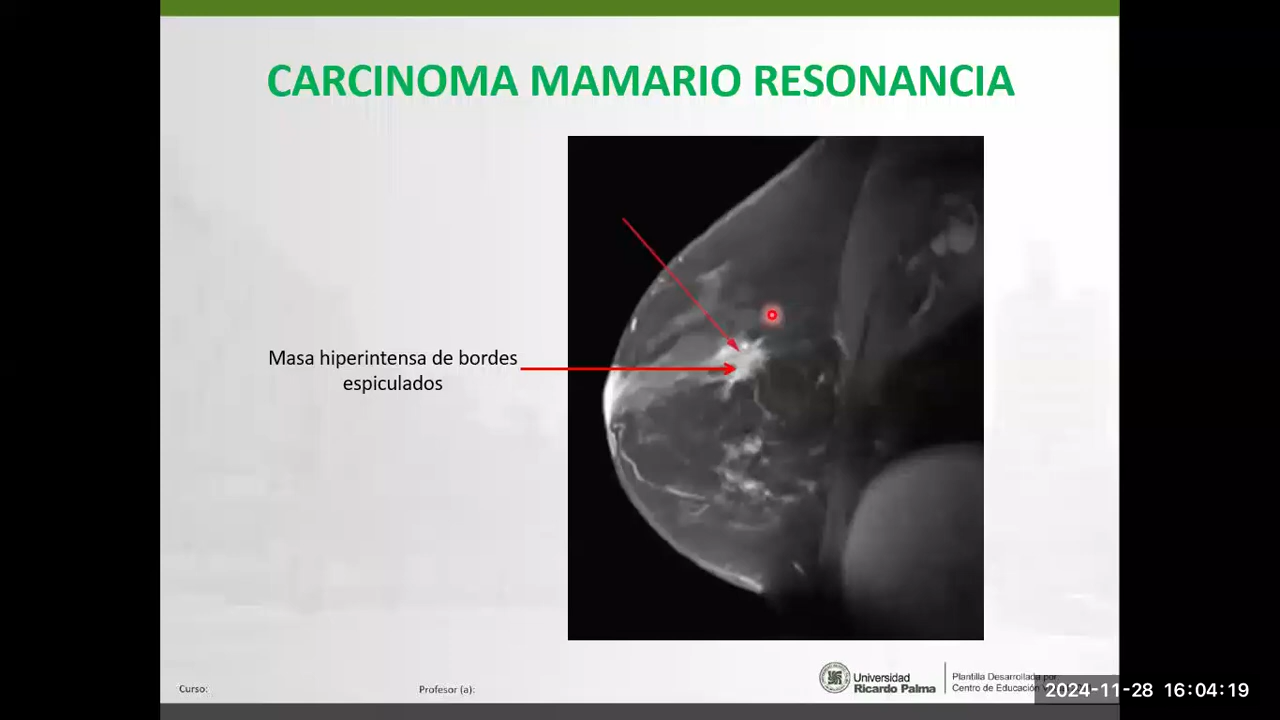 CARCINOMA MAMARIO RESONANCIA
Masa hiperintensa de bordes
espiculados
Curso:
Profesor (a):
Universidad
Ricardo Palma
Plantilla Desarrollada por
Centro de Educación
2024-11-28 16:04:19